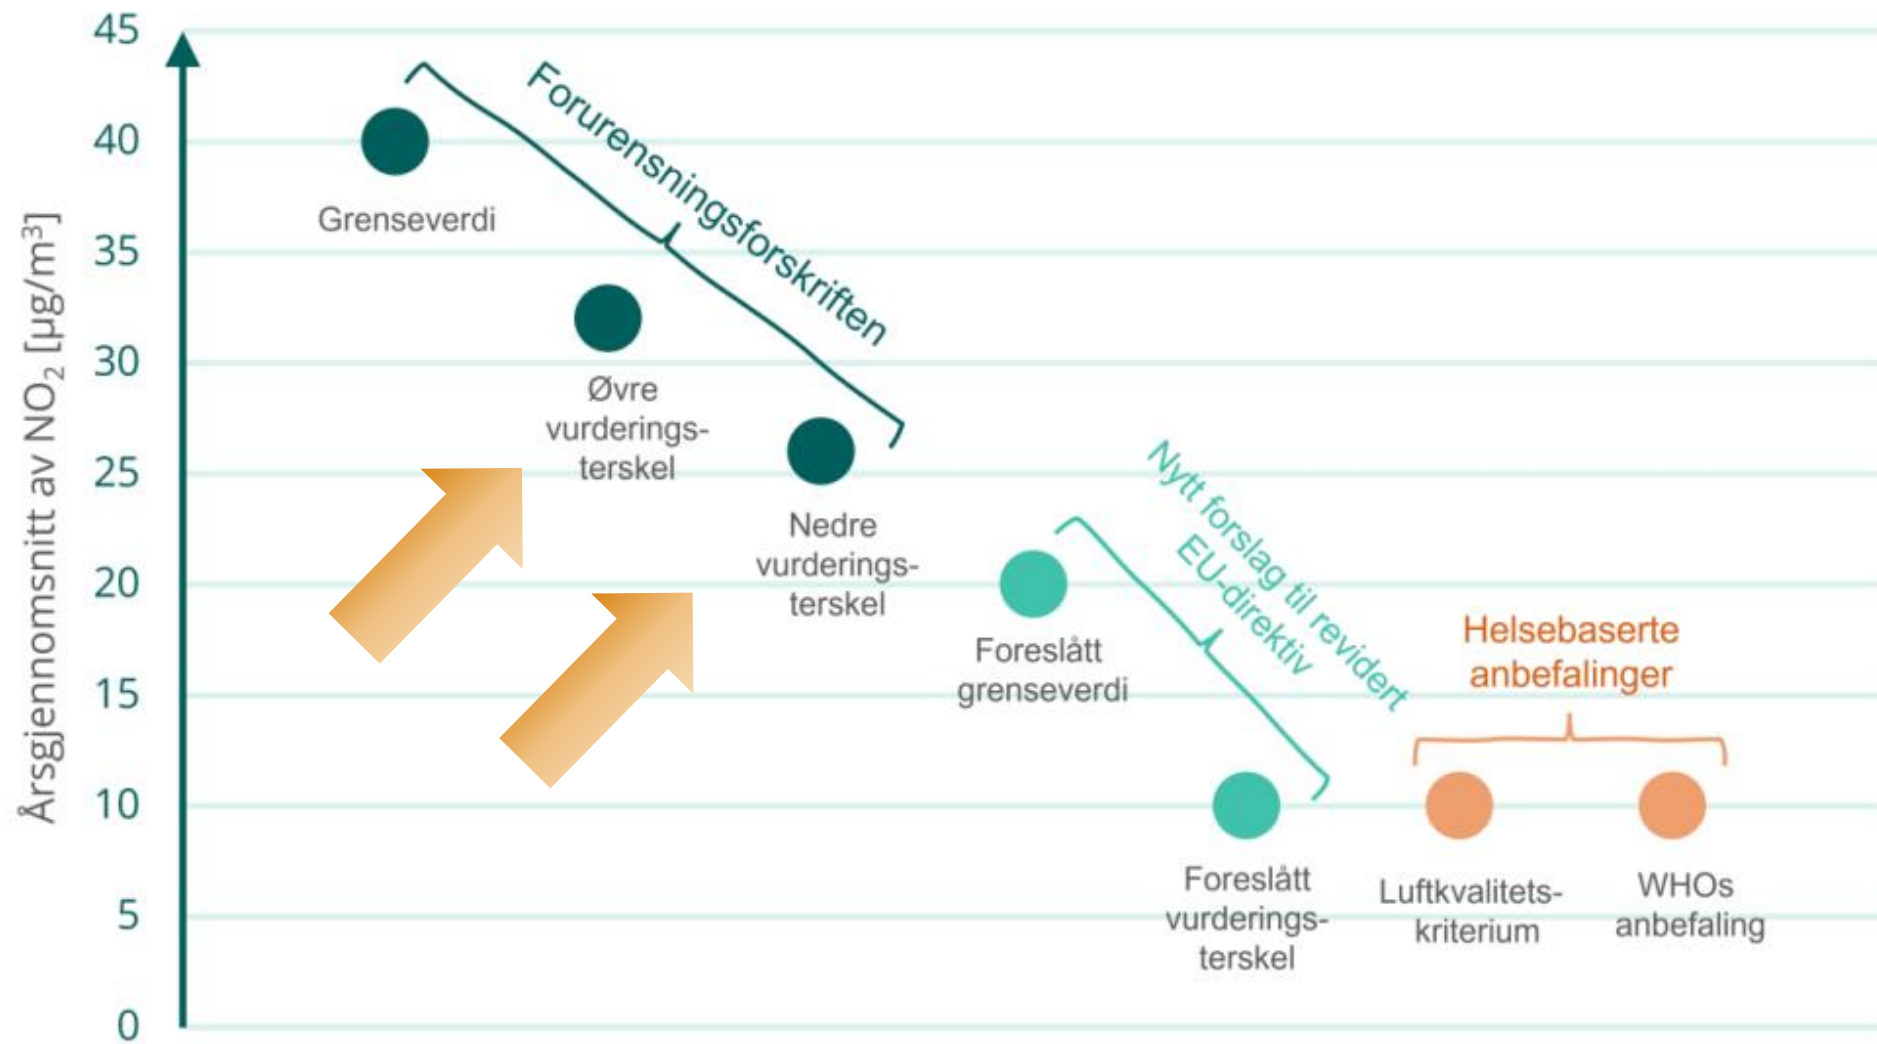 Årsgjennomsnitt av NO₂ [µg/m³]
45
40
35
30
25
20
15
10
5
0
Forurensningsforskriften
Grenseverdi
Øvre
vurderings-
terskel
Nedre
vurderings-
terskel
Nytt forslag til revidert
EU-direktiv
Foreslått
grenseverdi
Foreslått
vurderings-
terskel
Helsebaserte
anbefalinger
Luftkvalitets-
kriterium
WHOs
anbefaling